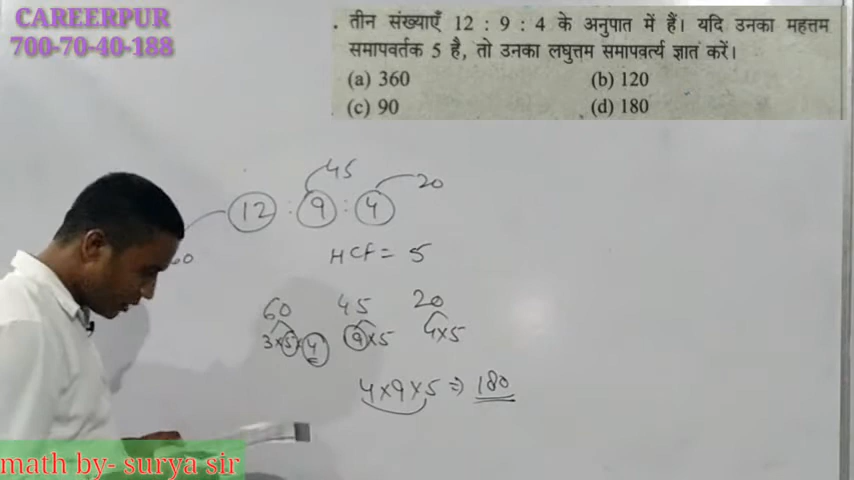 CAREERPUR
700-70-40-188
. तीन संख्याएँ 12 : 9 : 4 के अनुपात में हैं। यदि उनका महत्तम
समापवर्तक 5 है, तो उनका लघुत्तम समापवर्त्य ज्ञात करें।
(a) 360 (b) 120
(c) 90 (d) 180
45 20
12 : 9 : 4
60
HCF = 5
60 45 20
3×5×4 9×5 4×5
4×9×5 ⇒ 180
math by- surya sir